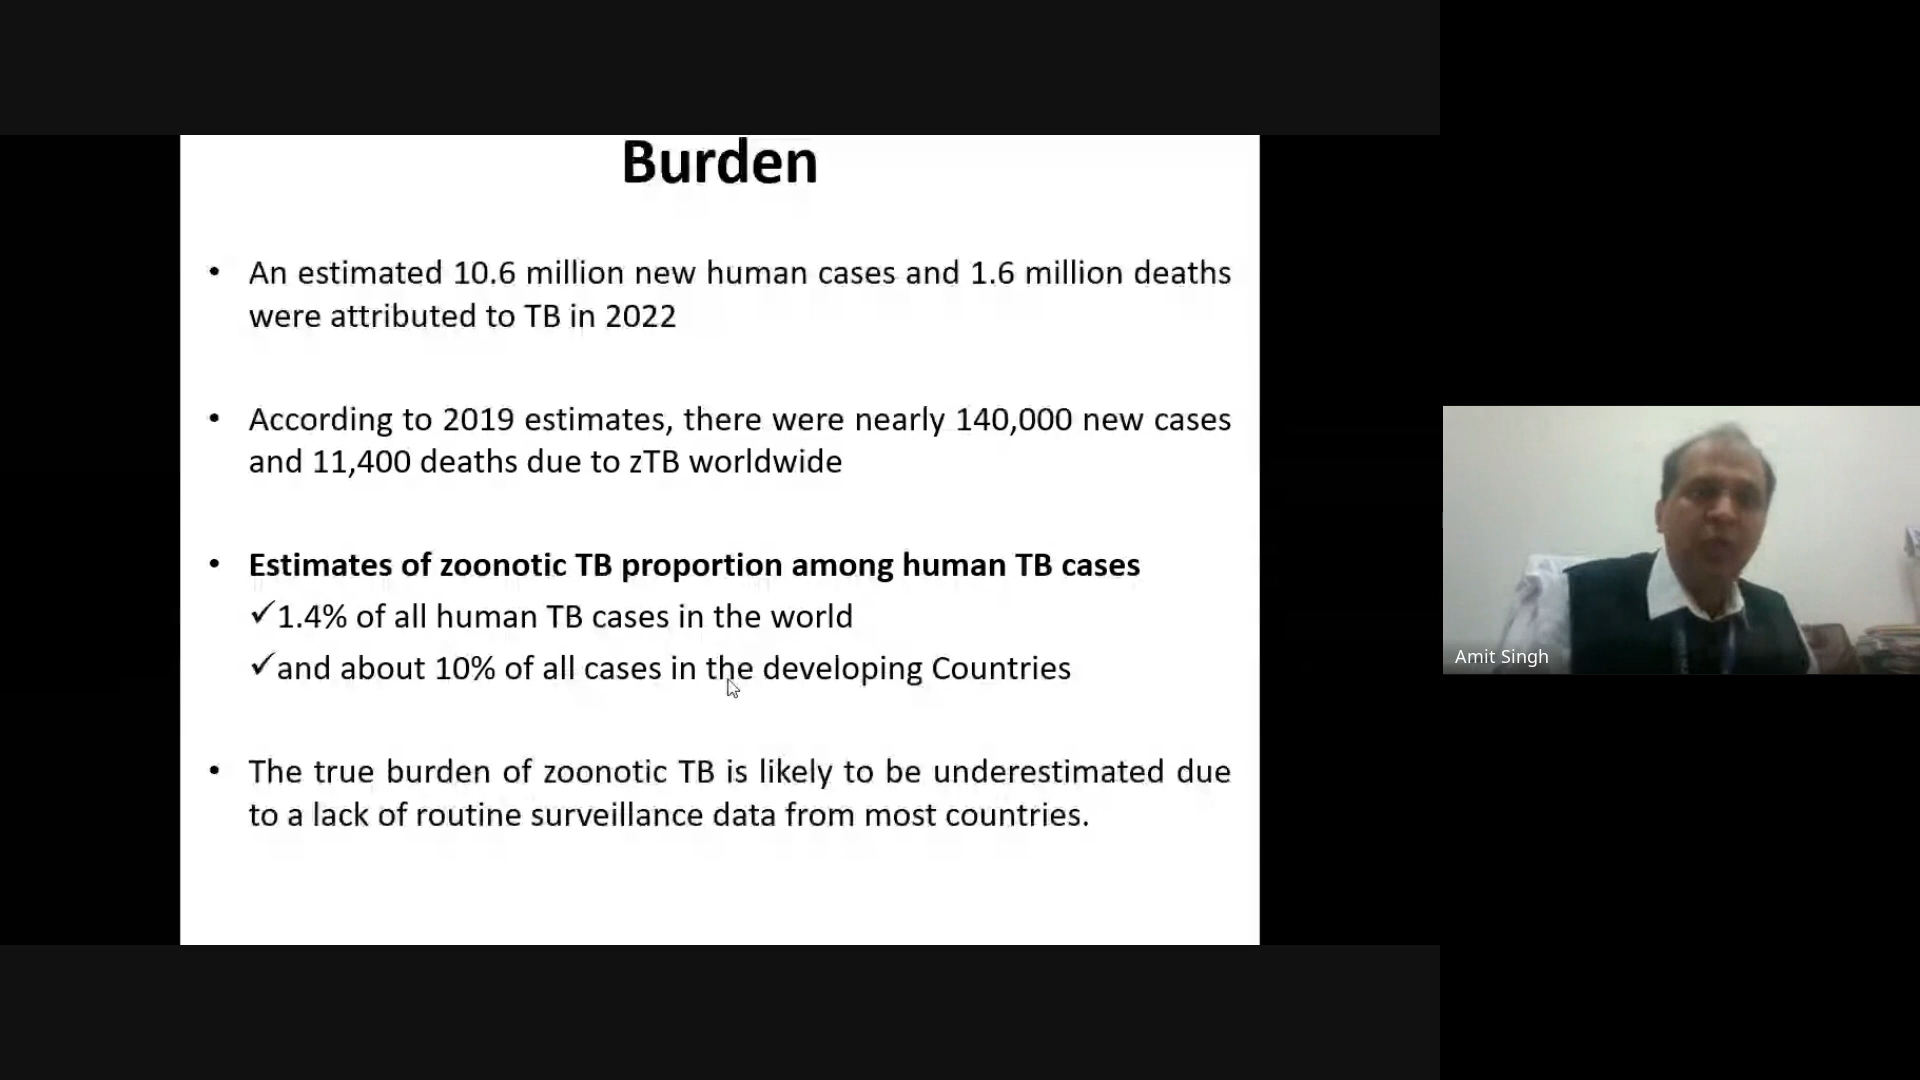 Burden
• An estimated 10.6 million new human cases and 1.6 million deaths
were attributed to TB in 2022
• According to 2019 estimates, there were nearly 140,000 new cases
and 11,400 deaths due to zTB worldwide
• Estimates of zoonotic TB proportion among human TB cases
✓1.4% of all human TB cases in the world
✓and about 10% of all cases in the developing Countries
• The true burden of zoonotic TB is likely to be underestimated due
to a lack of routine surveillance data from most countries.
Amit Singh